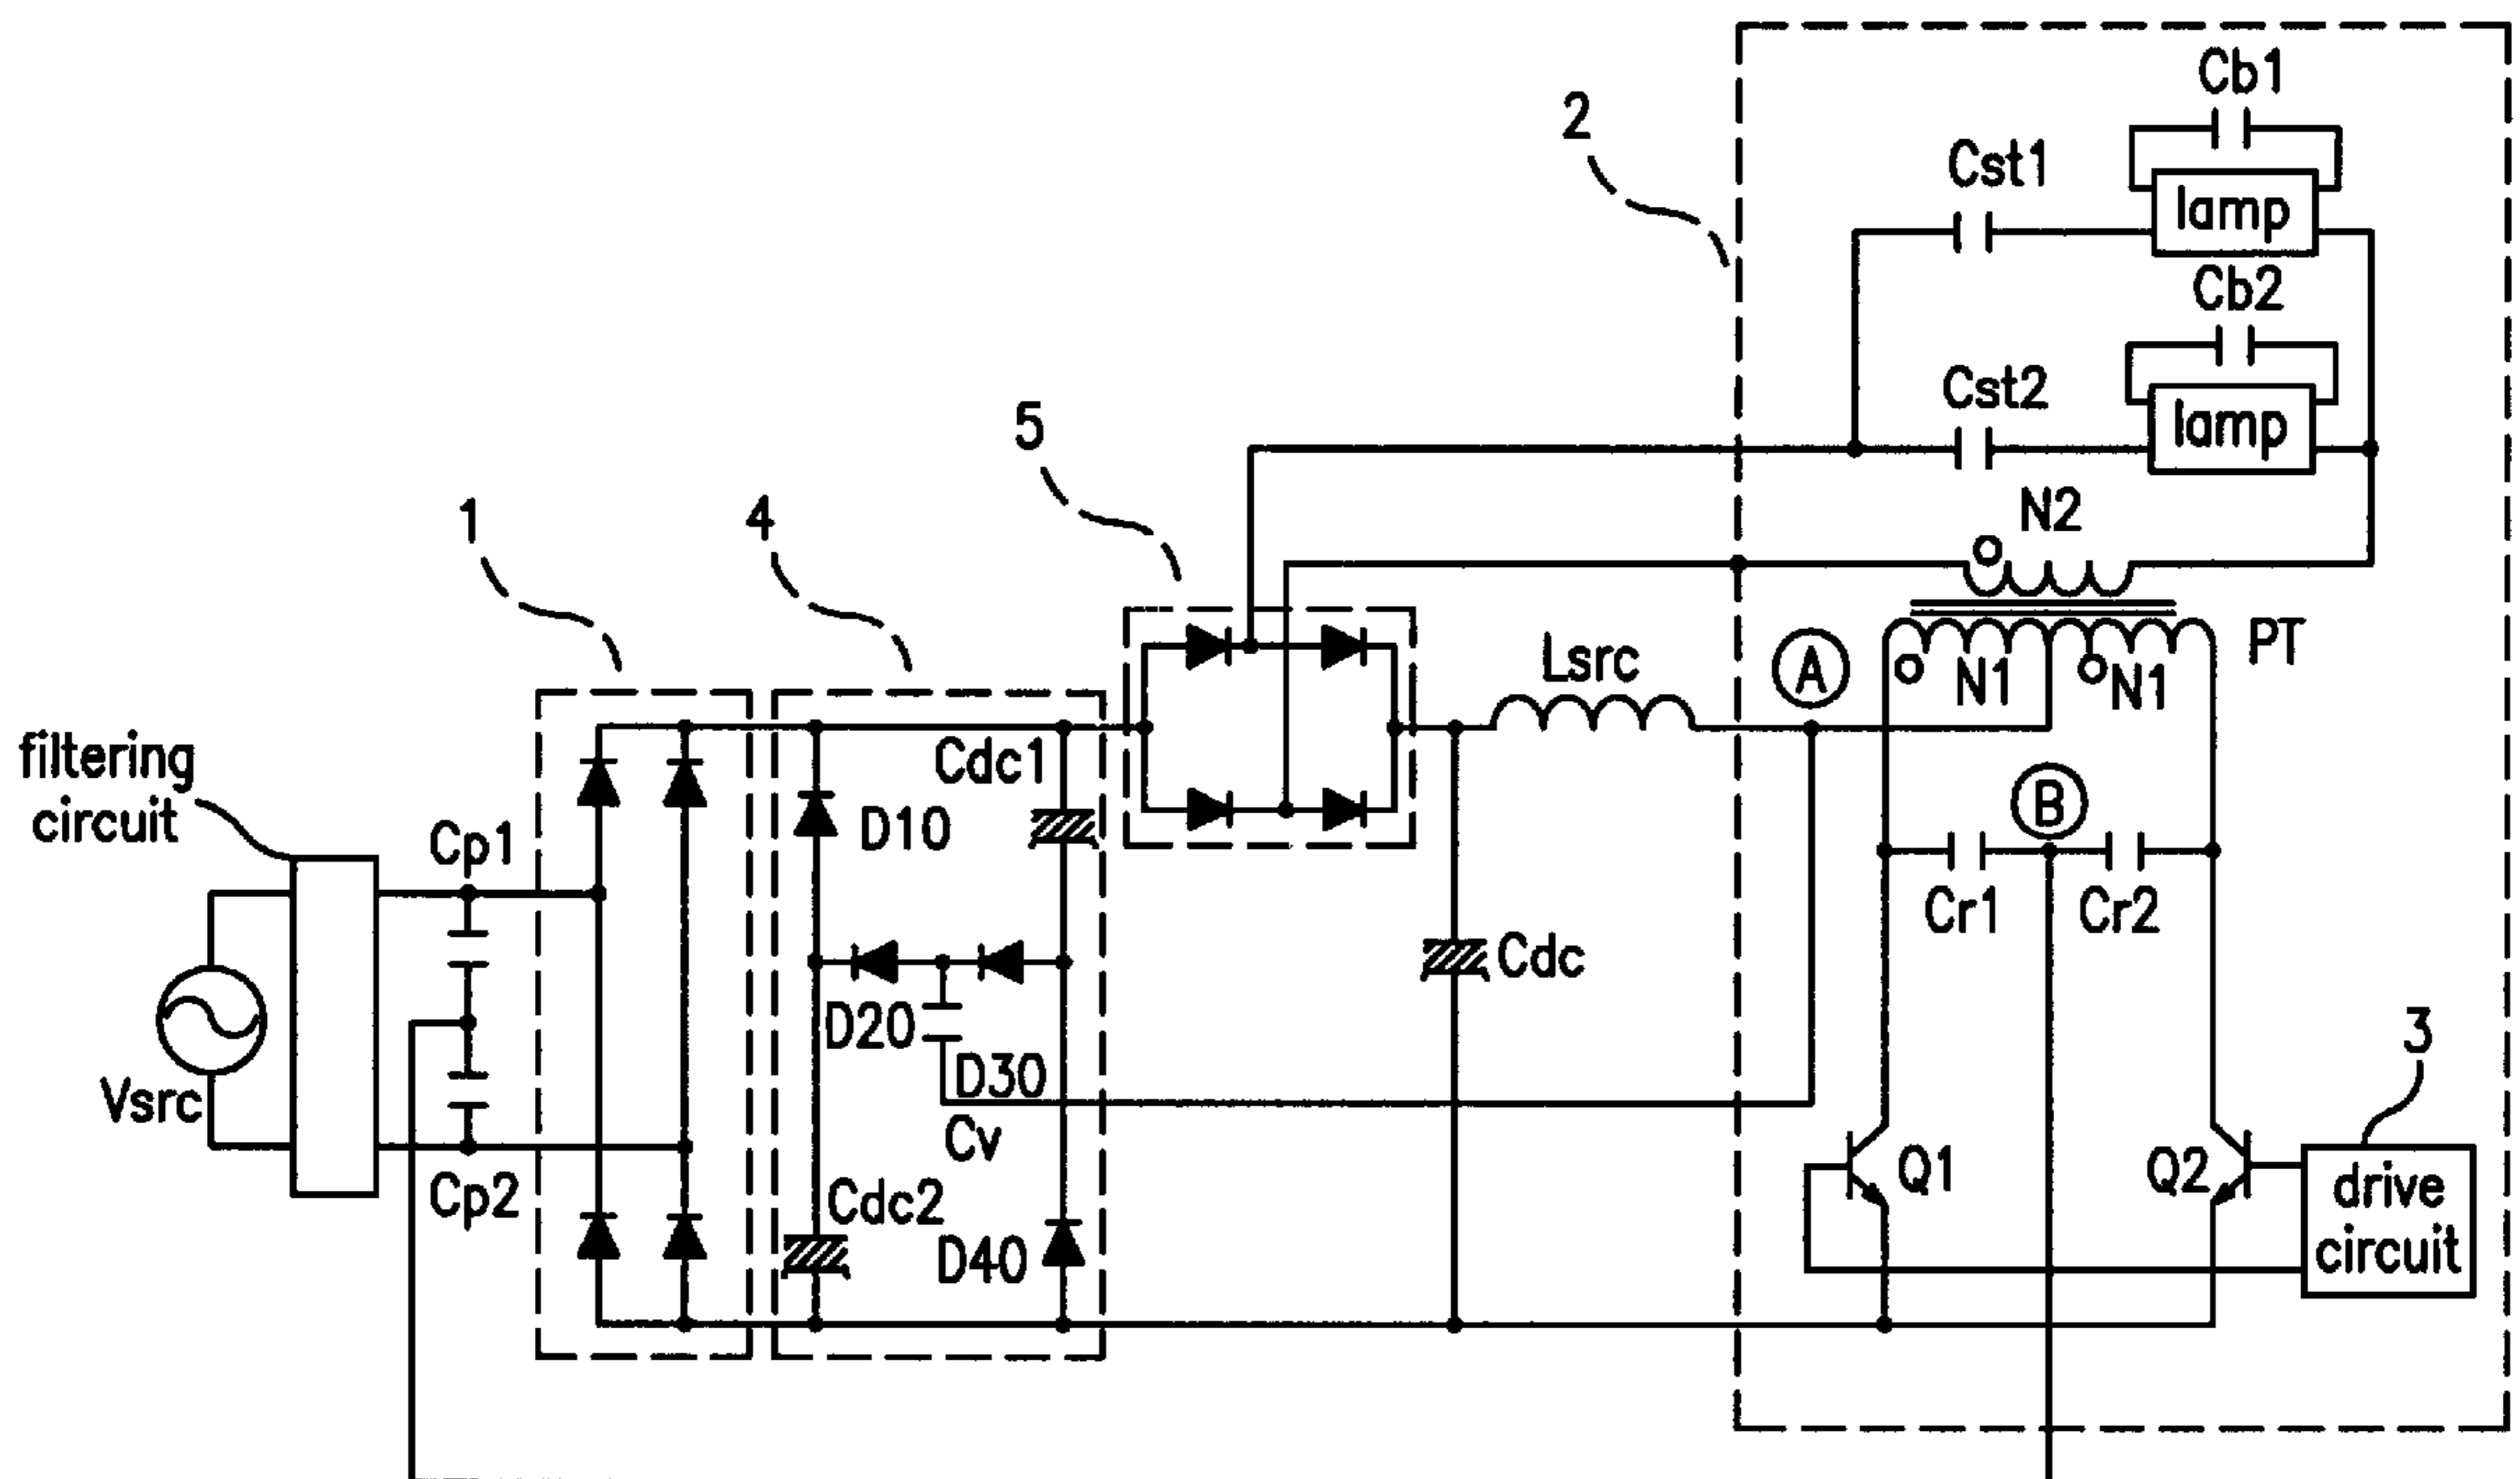 Cb1
2
Cst1
lamp
Cb2
Cst2
lamp
5
N2
1
4
PT
Lsrc
A
N1
N1
filtering
circuit
Cdc1
D10
B
Cp1
Cr1
Cr2
Cdc
D20
D30
3
Vsrc
Cv
Q1
Q2
drive
circuit
Cp2
Cdc2
D40